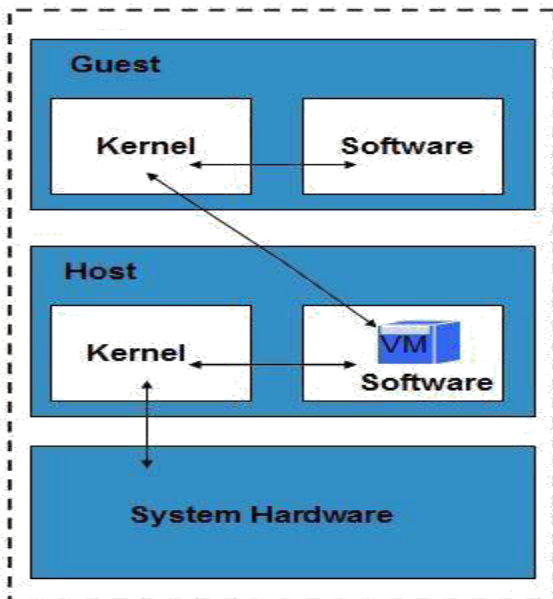 Guest
Kernel
Software
Host
Kernel
VM
Software
System Hardware